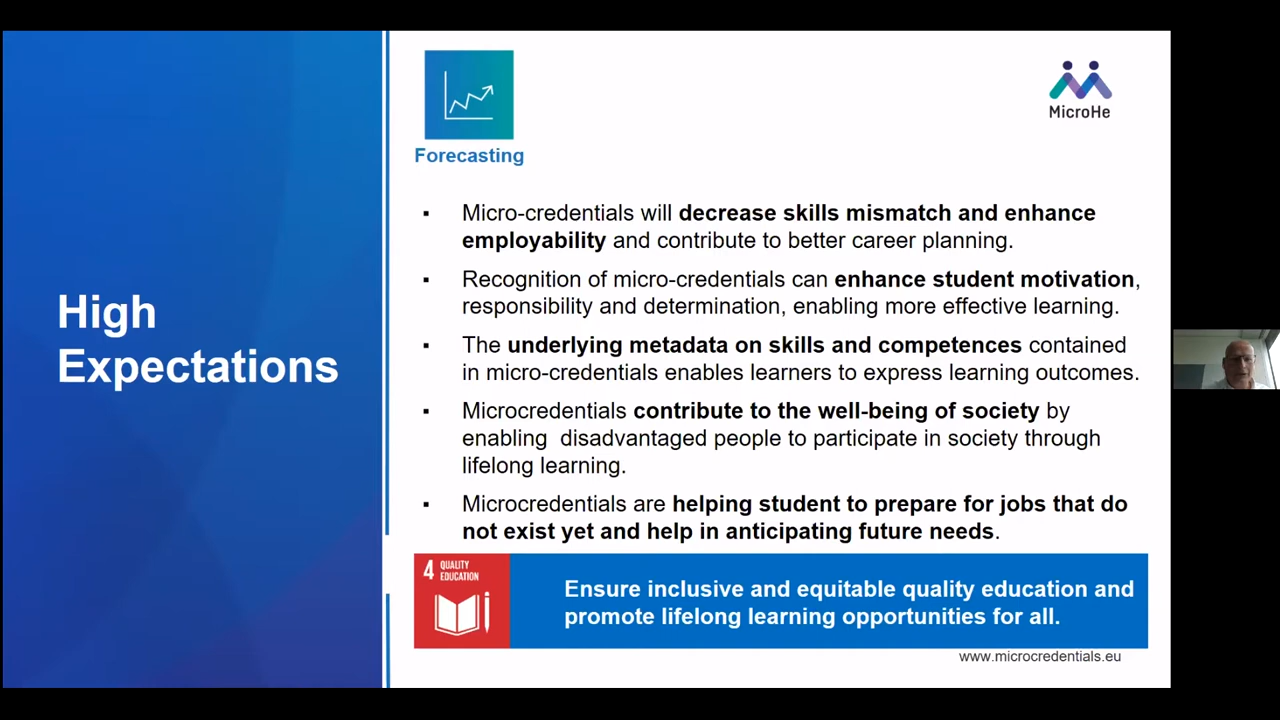 High
Expectations
MicroHe
Forecasting
▪ Micro-credentials will decrease skills mismatch and enhance
employability and contribute to better career planning.
▪ Recognition of micro-credentials can enhance student motivation,
responsibility and determination, enabling more effective learning.
▪ The underlying metadata on skills and competences contained
in micro-credentials enables learners to express learning outcomes.
▪ Microcredentials contribute to the well-being of society by
enabling  disadvantaged people to participate in society through
lifelong learning.
▪ Microcredentials are helping student to prepare for jobs that do
not exist yet and help in anticipating future needs.
4 QUALITY
EDUCATION
Ensure inclusive and equitable quality education and
promote lifelong learning opportunities for all.
www.microcredentials.eu